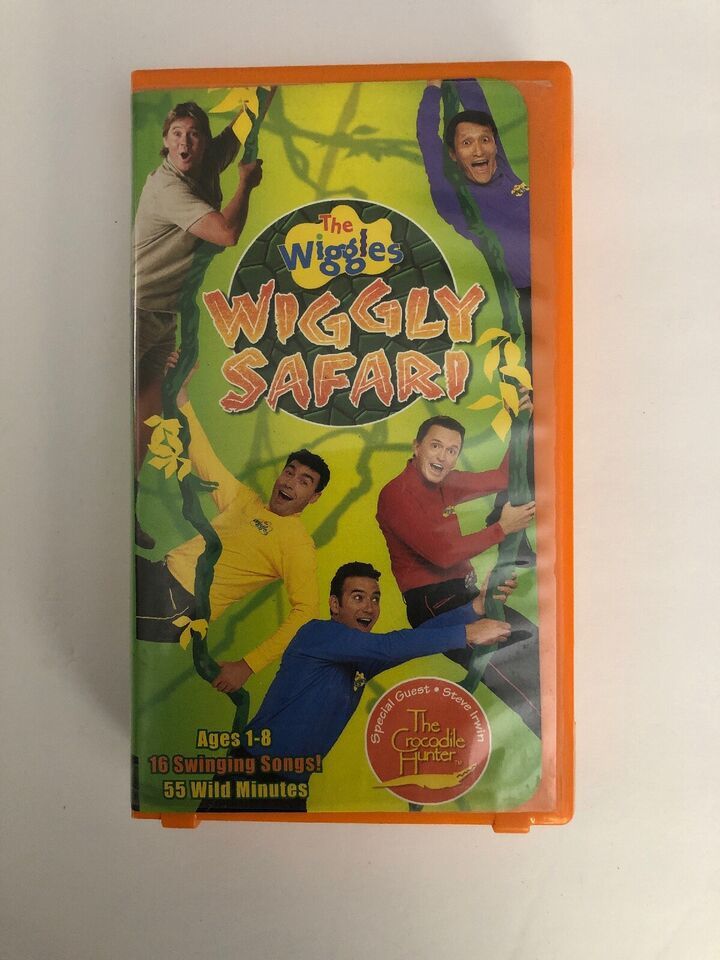 The
Wiggles
WIGGLY
SAFARI
Ages 1-8
16 Swinging Songs!
55 Wild Minutes
Special Guest • Steve Irwin
The
Crocodile
Hunter™